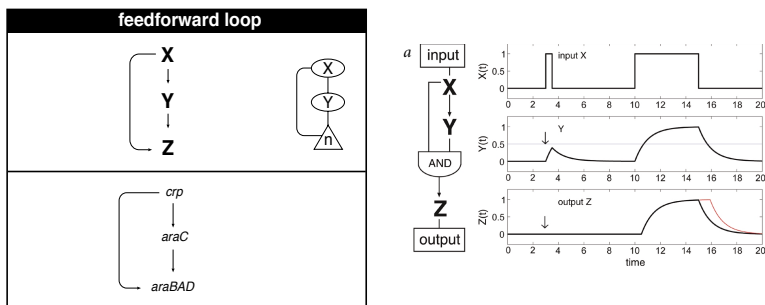 feedforward loop
X
Y
Z
X
Y
n
crp
araC
araBAD
a
input
X
Y
AND
Z
output
input X
X(t)
1
0.5
0
0 2 4 6 8 10 12 14 16 18 20
Y
Y(t)
1
0.5
0
0 2 4 6 8 10 12 14 16 18 20
output Z
Z(t)
1
0.5
0
0 2 4 6 8 10 12 14 16 18 20
time